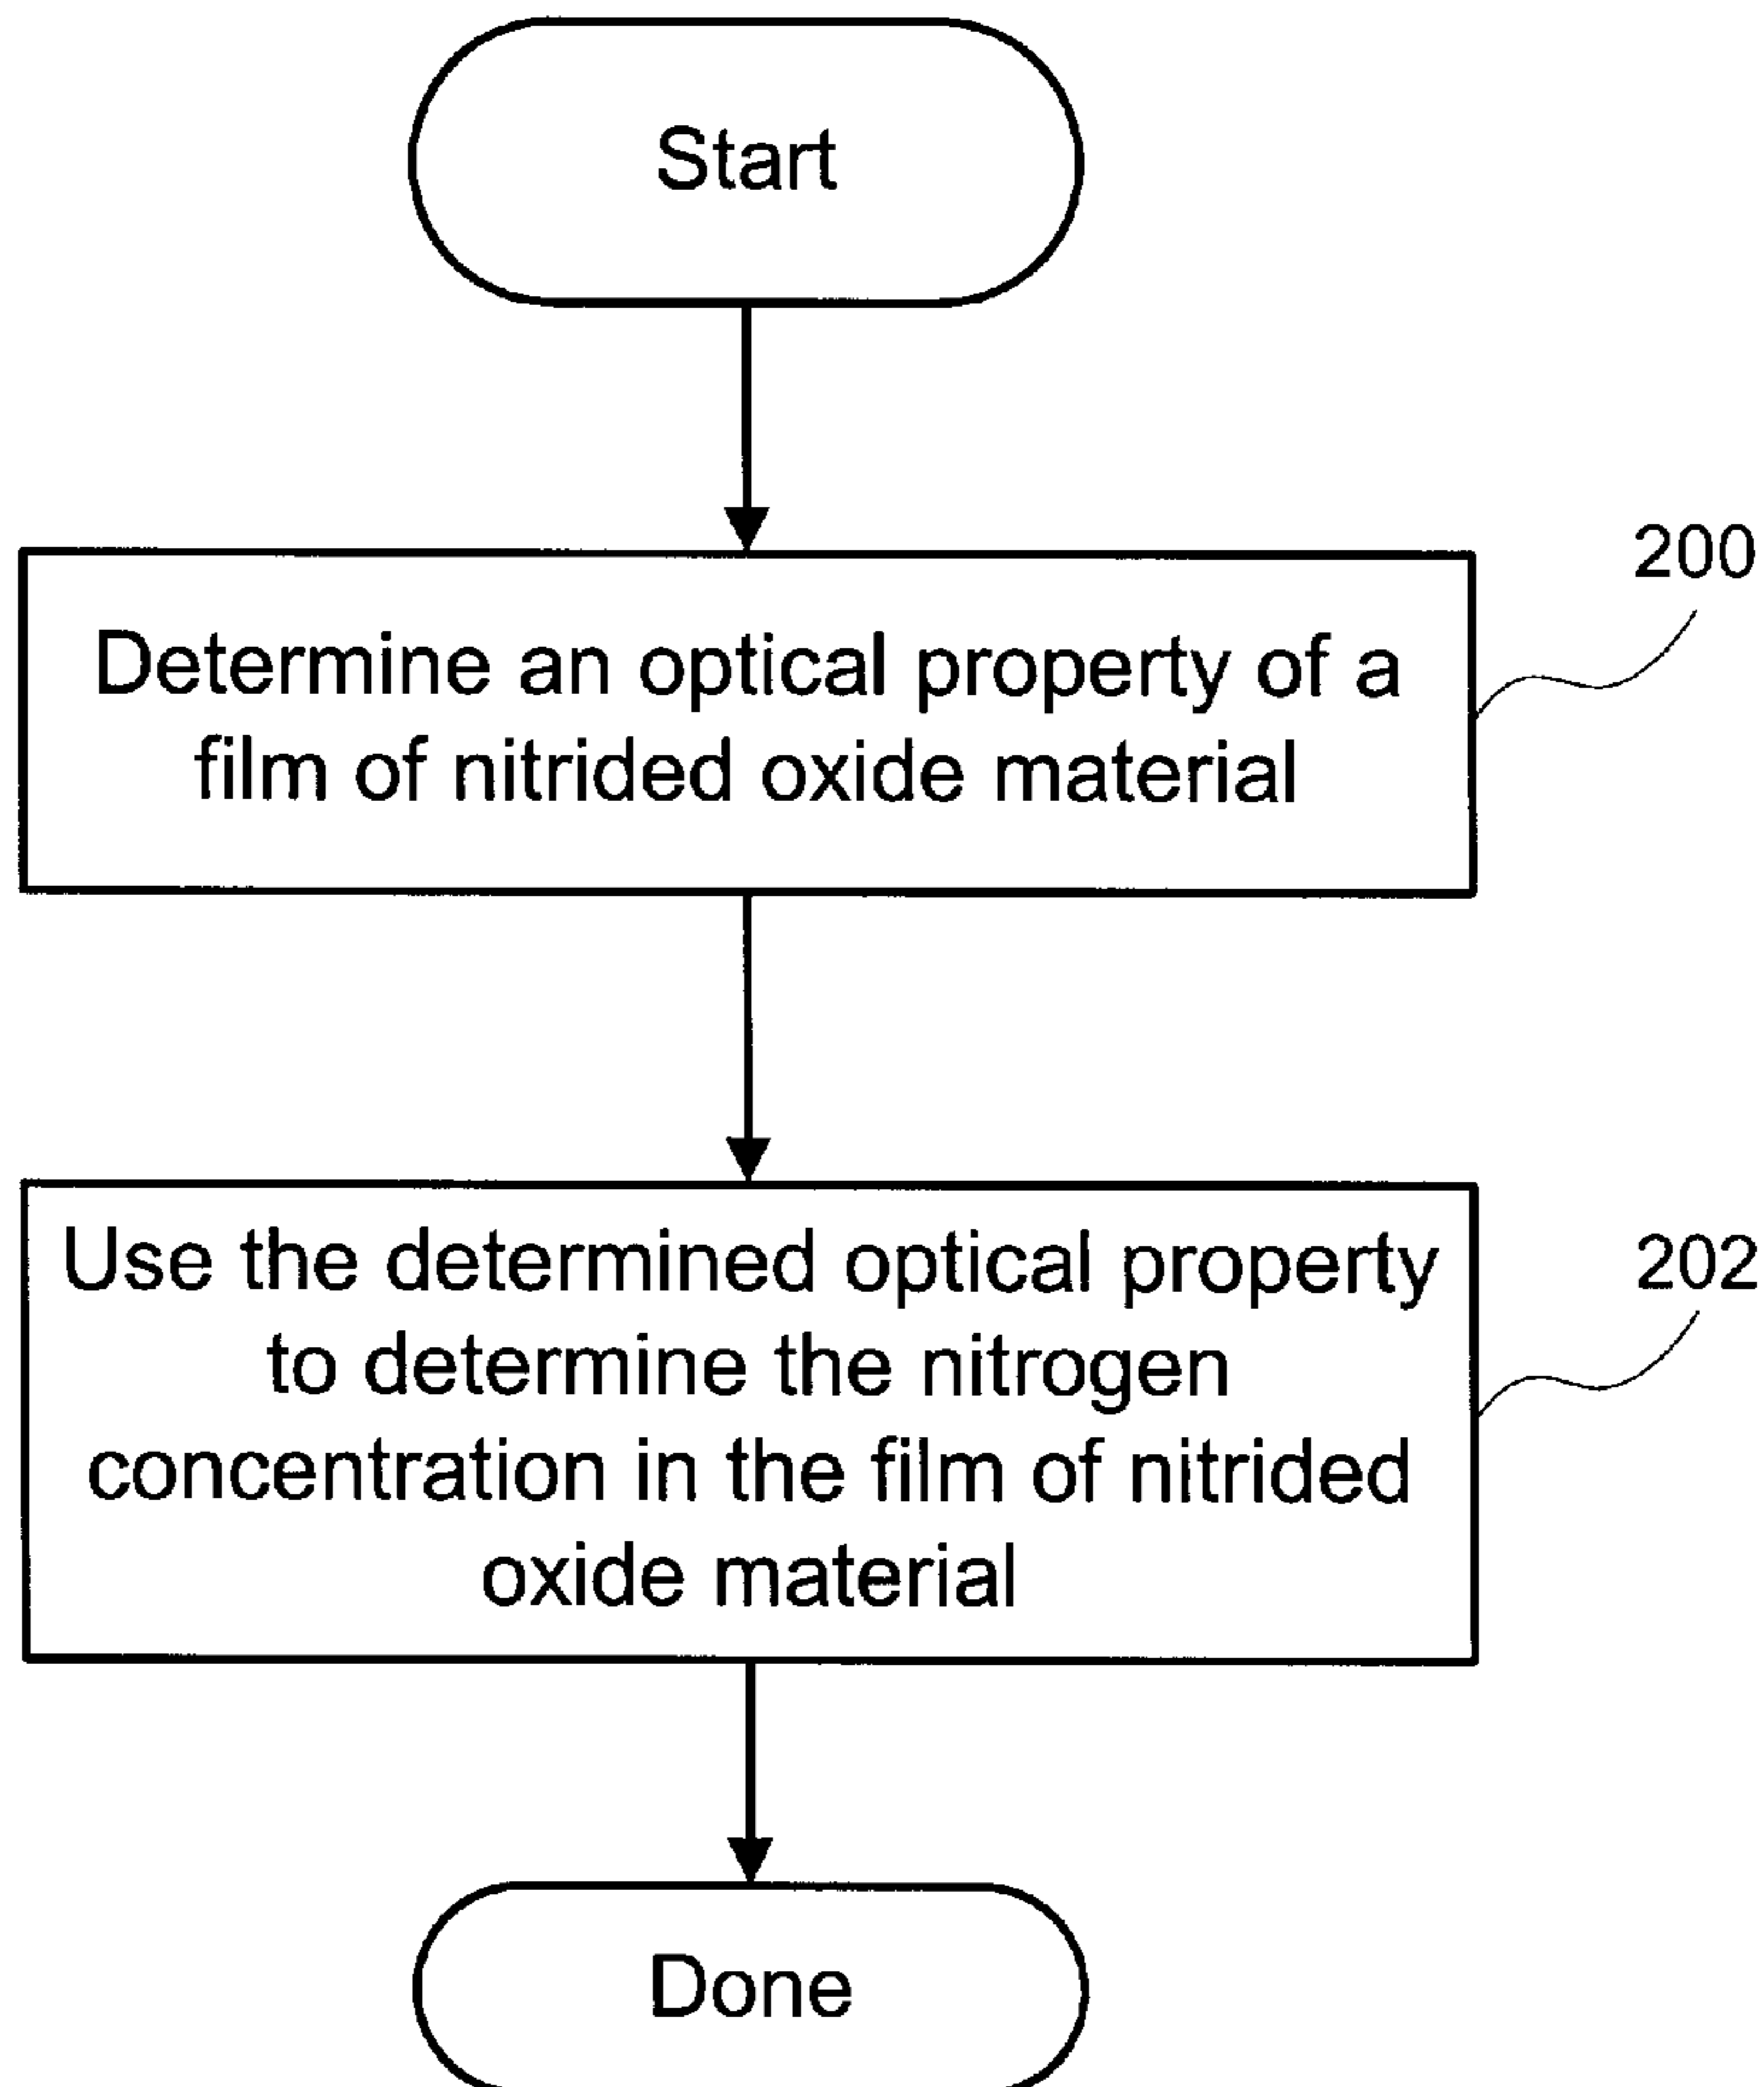 Start
200
Determine an optical property of a
film of nitrided oxide material
202
Use the determined optical property
to determine the nitrogen
concentration in the film of nitrided
oxide material
Done